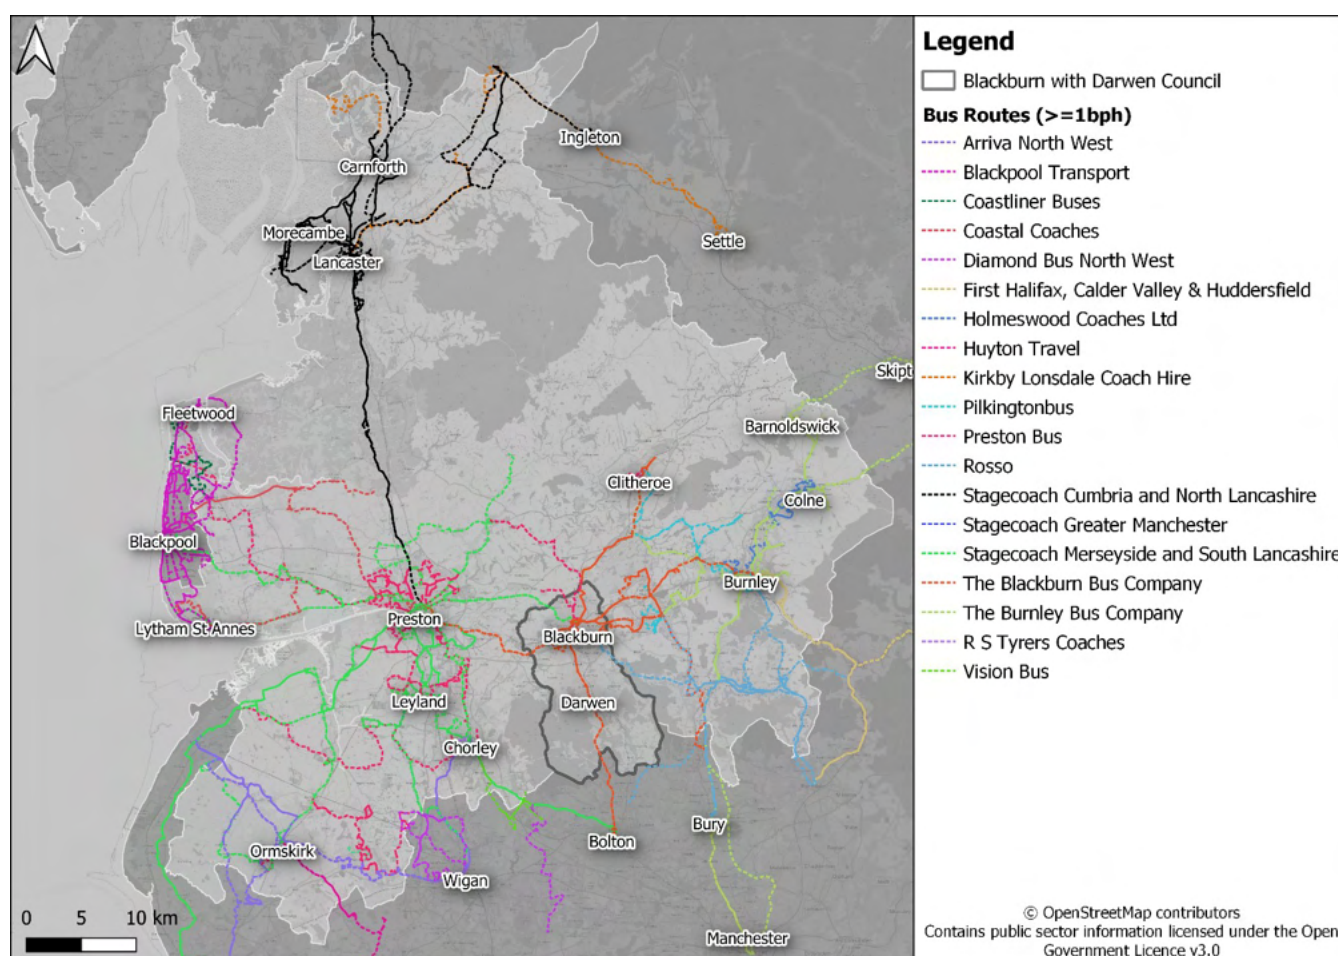 Legend
Blackburn with Darwen Council
Bus Routes (>=1bph)
Arriva North West
Blackpool Transport
Coastliner Buses
Coastal Coaches
Diamond Bus North West
First Halifax, Calder Valley & Huddersfield
Holmeswood Coaches Ltd
Huyton Travel
Kirkby Lonsdale Coach Hire
Pilkingtonbus
Preston Bus
Rosso
Stagecoach Cumbria and North Lancashire
Stagecoach Greater Manchester
Stagecoach Merseyside and South Lancashire
The Blackburn Bus Company
The Burnley Bus Company
R S Tyrers Coaches
Vision Bus
Ingleton
Carnforth
Morecambe
Settle
Lancaster
Skipt
Fleetwood
Barnoldswick
Clitheroe
Colne
Blackpool
Burnley
Preston
Lytham St Annes
Blackburn
Leyland
Darwen
Chorley
Bury
Bolton
Ormskirk
Wigan
Manchester
0 5 10 km
© OpenStreetMap contributors
Contains public sector information licensed under the Open
Government Licence v3.0